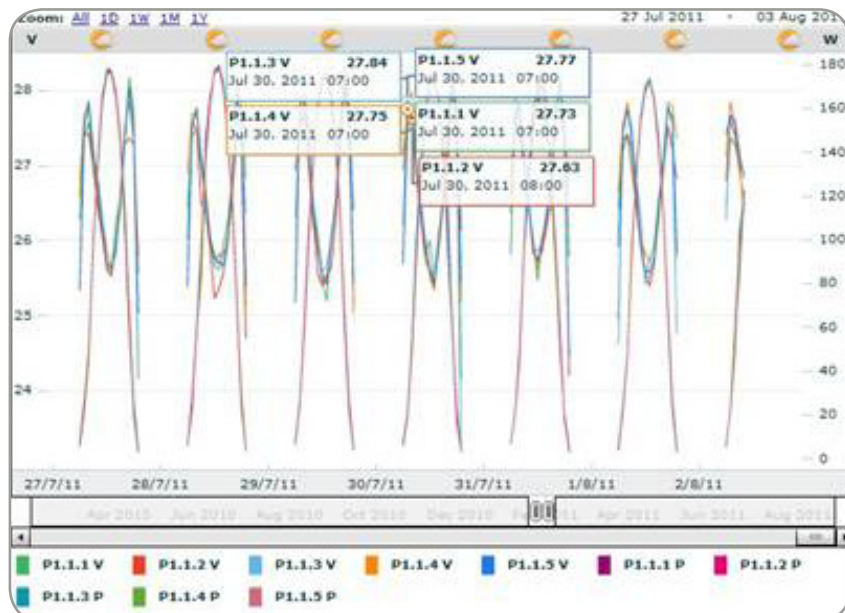 Zoom: All 1D 1W 1M 1Y 27 Jul 2011 - 03 Aug 201
V W
P1.1.3 V 27.84
Jul 30, 2011 07:00
P1.1.5 V 27.77
Jul 30, 2011 07:00
P1.1.4 V 27.75
Jul 30, 2011 07:00
P1.1.1 V 27.73
Jul 30, 2011 07:00
P1.1.2 V 27.63
Jul 30, 2011 08:00
28
27
26
25
24
180
160
140
120
100
80
60
40
20
0
27/7/11 28/7/11 29/7/11 30/7/11 31/7/11 1/8/11 2/8/11
Apr 2010 Jun 2010 Aug 2010 Oct 2010 Dec 2010 2011 Apr 2011 Jun 2011 Aug 2011
P1.1.1 V P1.1.2 V P1.1.3 V P1.1.4 V P1.1.5 V P1.1.1 P P1.1.2 P
P1.1.3 P P1.1.4 P P1.1.5 P